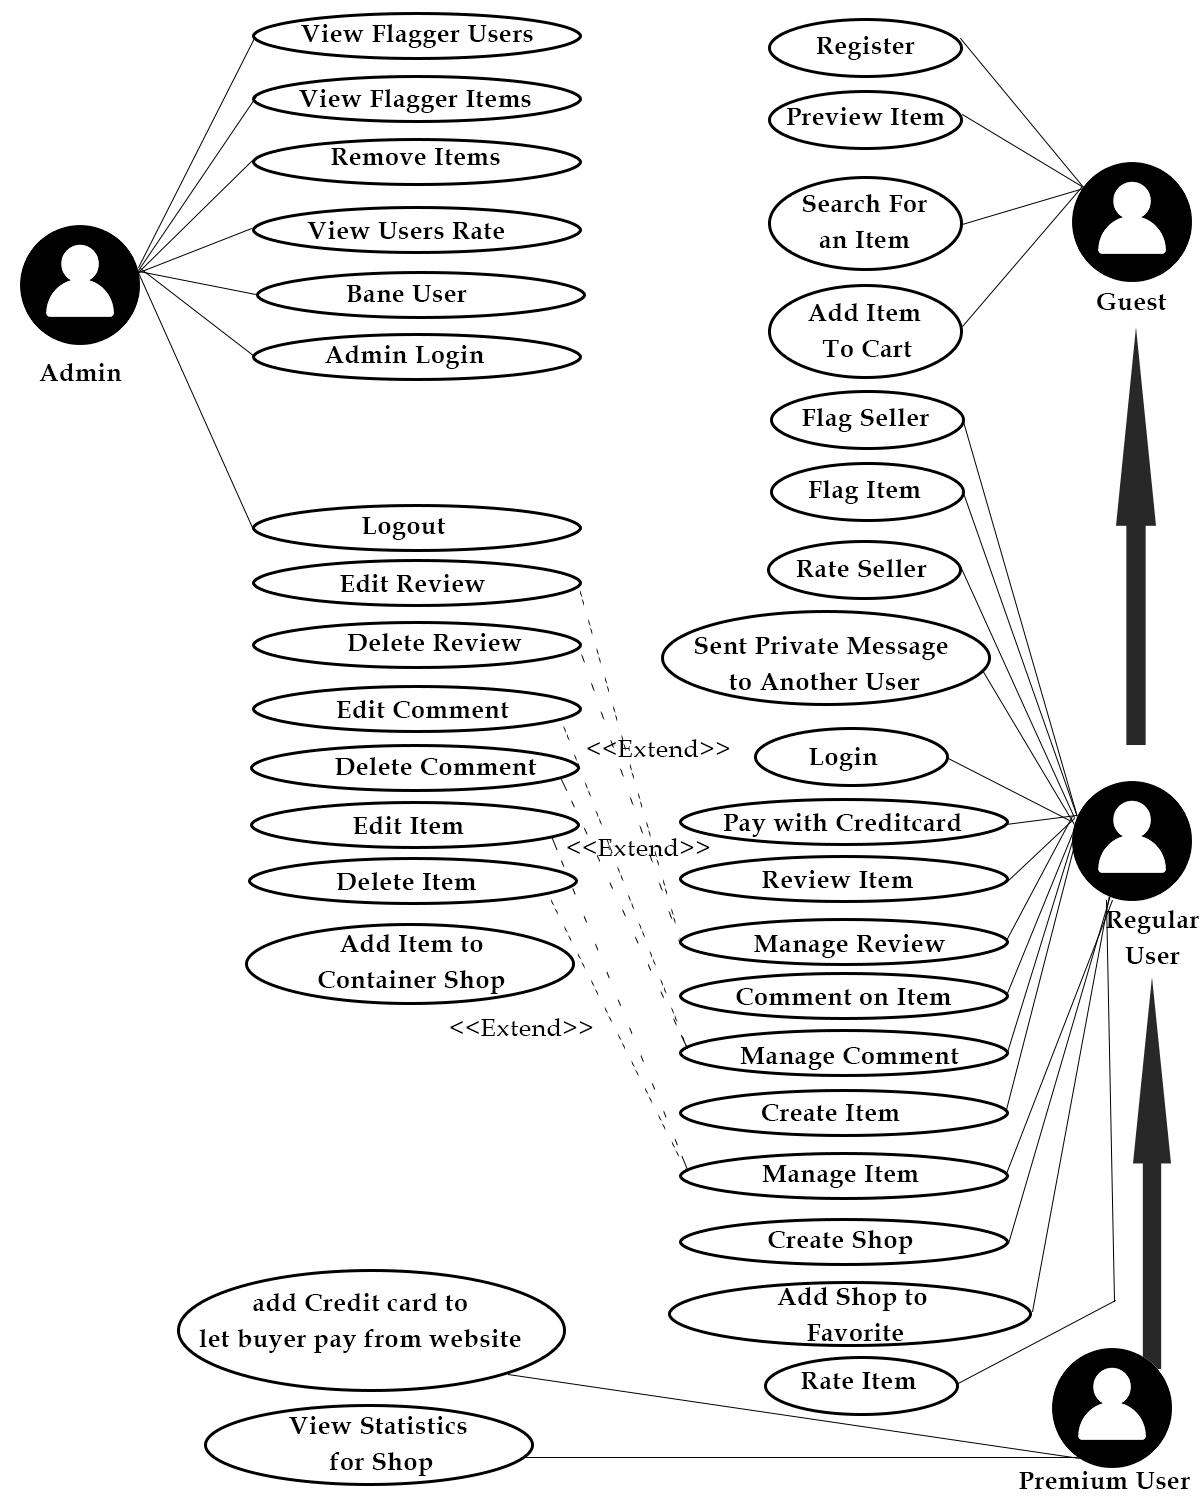 View Flagger Users
View Flagger Items
Remove Items
View Users Rate
Bane User
Admin Login
Admin
Logout
Edit Review
Delete Review
Edit Comment
Delete Comment
Edit Item
Delete Item
Add Item to
Container Shop
<<Extend>>
<<Extend>>
<<Extend>>
Register
Preview Item
Search For
an Item
Add Item
To Cart
Guest
Flag Seller
Flag Item
Rate Seller
Sent Private Message
to Another User
Login
Pay with Creditcard
Review Item
Manage Review
Comment on Item
Manage Comment
Create Item
Manage Item
Create Shop
Add Shop to
Favorite
Rate Item
Regular
User
add Credit card to
let buyer pay from website
View Statistics
for Shop
Premium User